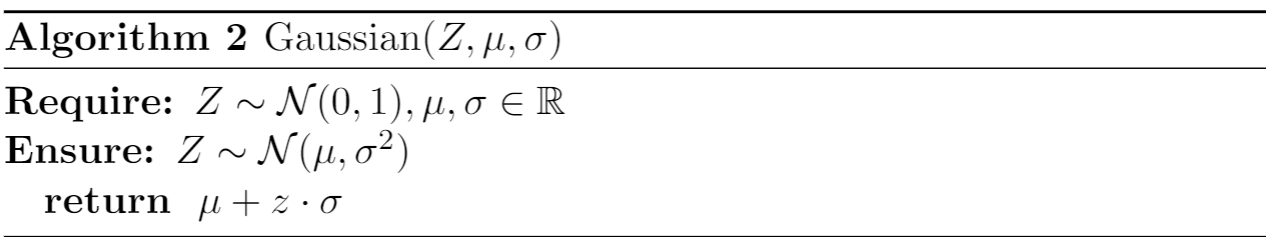 Algorithm 2 Gaussian(Z, μ, σ)
Require: Z ∼ 𝒩(0, 1), μ, σ ∈ ℝ
Ensure: Z ∼ 𝒩(μ, σ²)
return μ + z · σ